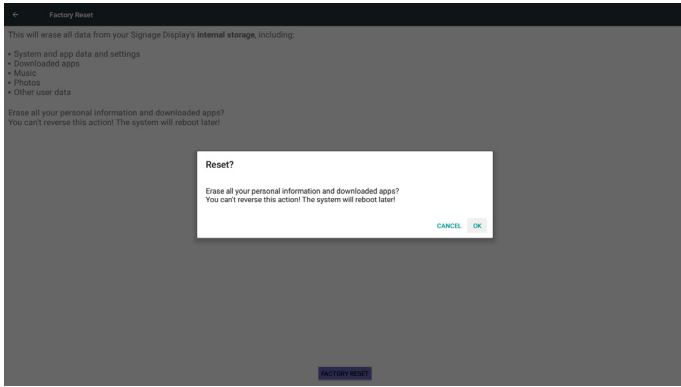 ← Factory Reset
This will erase all data from your Signage Display's internal storage, including:
• System and app data and settings
• Downloaded apps
• Music
• Photos
• Other user data
Erase all your personal information and downloaded apps?
You can't reverse this action! The system will reboot later!
Reset?
Erase all your personal information and downloaded apps?
You can't reverse this action! The system will reboot later!
CANCEL OK
FACTORY RESET